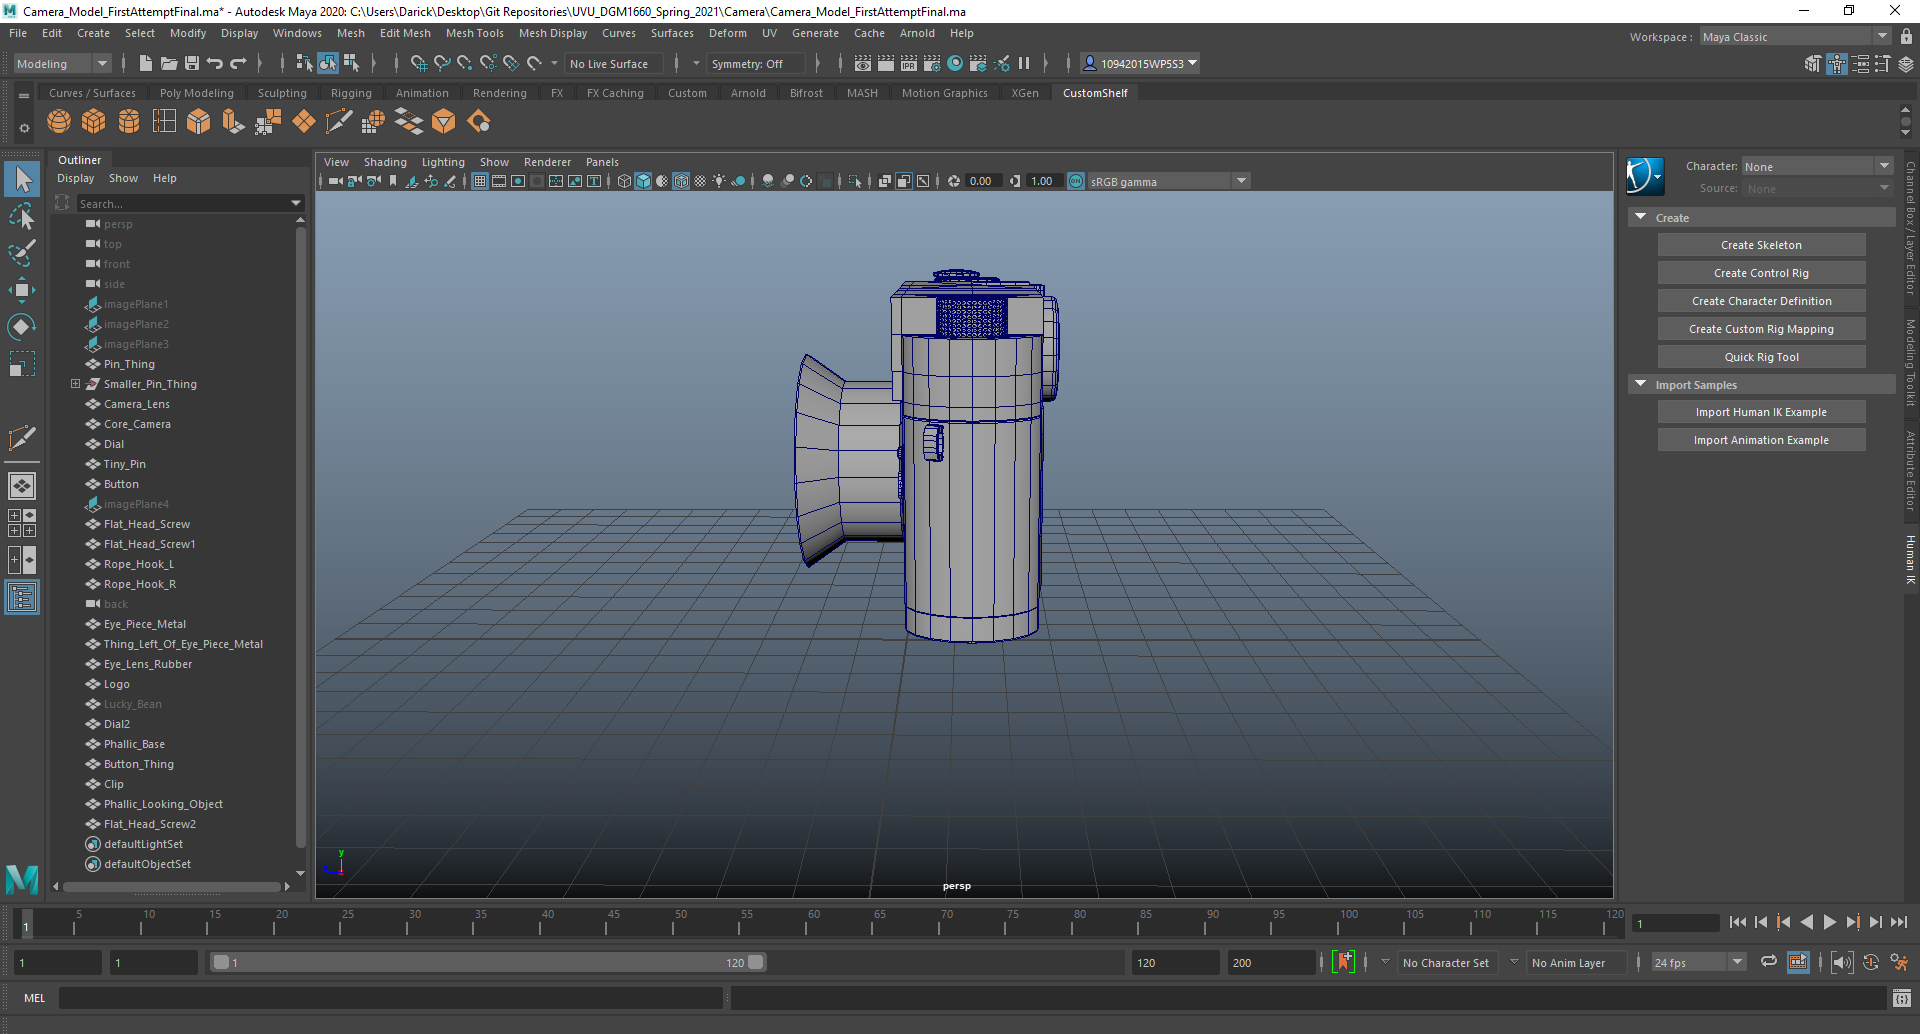 Camera_Model_FirstAttemptFinal.ma* - Autodesk Maya 2020: C:\Users\Darick\Desktop\Git Repositories\UVU_DGM1660_Spring_2021\Camera\Camera_Model_FirstAttemptFinal.ma
File Edit Create Select Modify Display Windows Mesh Edit Mesh Mesh Tools Mesh Display Curves Surfaces Deform UV Generate Cache Arnold Help
Workspace : Maya Classic
Modeling No Live Surface Symmetry: Off IPR 10942015WP5S3
Curves / Surfaces Poly Modeling Sculpting Rigging Animation Rendering FX FX Caching Custom Arnold Bifrost MASH Motion Graphics XGen CustomShelf
Outliner
Display Show Help
Search...
persp
top
front
side
imagePlane1
imagePlane2
imagePlane3
Pin_Thing
Smaller_Pin_Thing
Camera_Lens
Core_Camera
Dial
Tiny_Pin
Button
imagePlane4
Flat_Head_Screw
Flat_Head_Screw1
Rope_Hook_L
Rope_Hook_R
back
Eye_Piece_Metal
Thing_Left_Of_Eye_Piece_Metal
Eye_Lens_Rubber
Logo
Lucky_Bean
Dial2
Phallic_Base
Button_Thing
Clip
Phallic_Looking_Object
Flat_Head_Screw2
defaultLightSet
defaultObjectSet
View Shading Lighting Show Renderer Panels
0.00 1.00 ON sRGB gamma
y
persp
Character: None
Source: None
Create
Create Skeleton
Create Control Rig
Create Character Definition
Create Custom Rig Mapping
Quick Rig Tool
Import Samples
Import Human IK Example
Import Animation Example
Channel Box / Layer Editor
Modeling Toolkit
Attribute Editor
Human IK
1 5 10 15 20 25 30 35 40 45 50 55 60 65 70 75 80 85 90 95 100 105 110 115 120 1
1 1 1 120 120 200 No Character Set No Anim Layer 24 fps
MEL